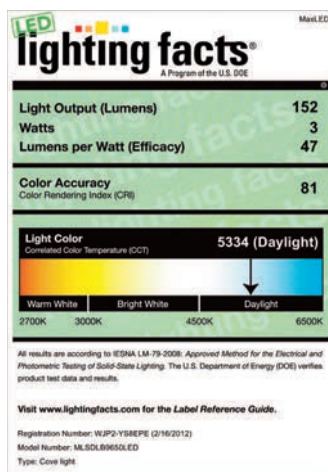 MaxLED
LED
lighting facts®
A Program of the U.S. DOE
Light Output (Lumens) 152
Watts 3
Lumens per Watt (Efficacy) 47
Color Accuracy 81
Color Rendering Index (CRI)
Light Color 5334 (Daylight)
Correlated Color Temperature (CCT)
Warm White Bright White Daylight
2700K 3000K 4500K 6500K
All results are according to IESNA LM-79-2008: Approved Method for the Electrical and
Photometric Testing of Solid-State Lighting. The U.S. Department of Energy (DOE) verifies
product test data and results.
Visit www.lightingfacts.com for the Label Reference Guide.
Registration Number: WJP2-YS8EPE (2/16/2012)
Model Number: MLSDLB9650LED
Type: Cove light